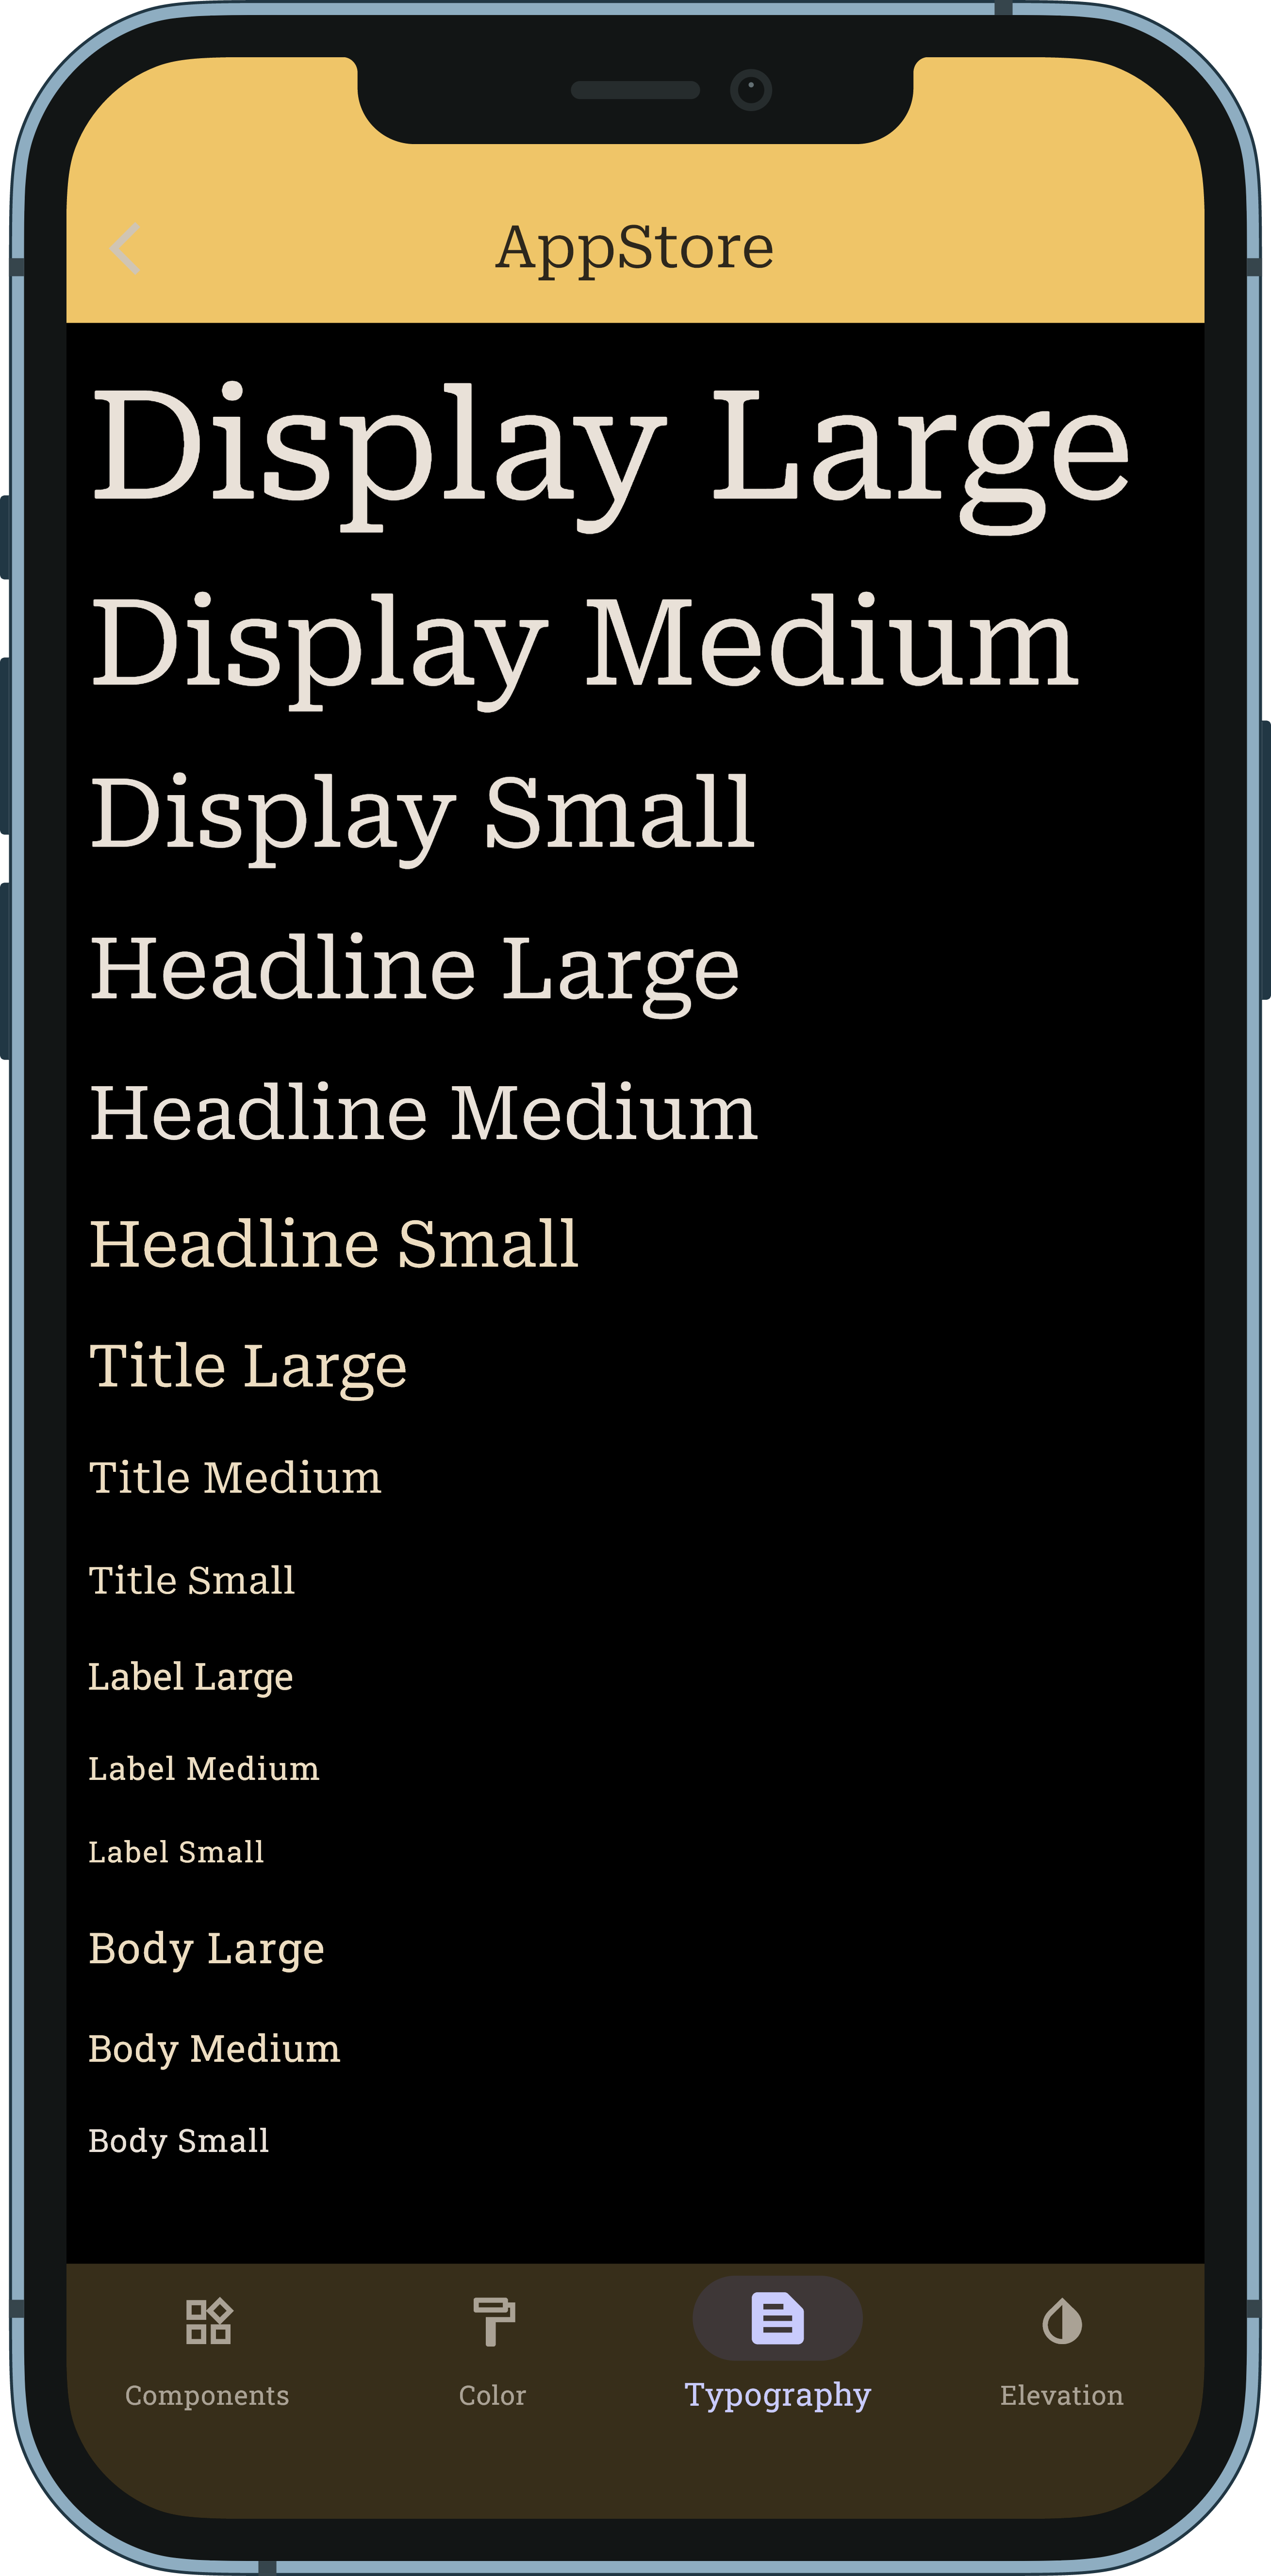 AppStore
Display Large
Display Medium
Display Small
Headline Large
Headline Medium
Headline Small
Title Large
Title Medium
Title Small
Label Large
Label Medium
Label Small
Body Large
Body Medium
Body Small
Components Color Typography Elevation